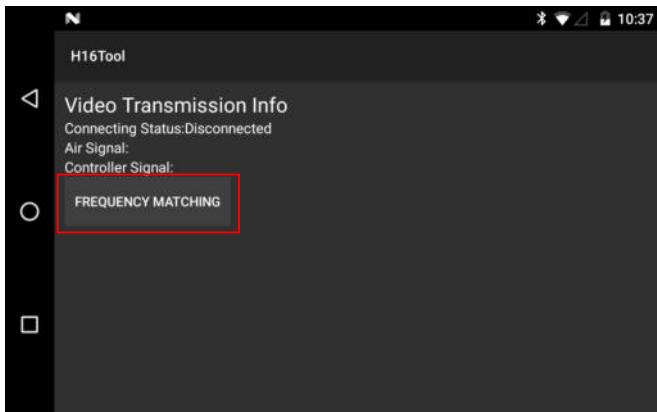 10:37
H16Tool
Video Transmission Info
Connecting Status:Disconnected
Air Signal:
Controller Signal:
FREQUENCY MATCHING